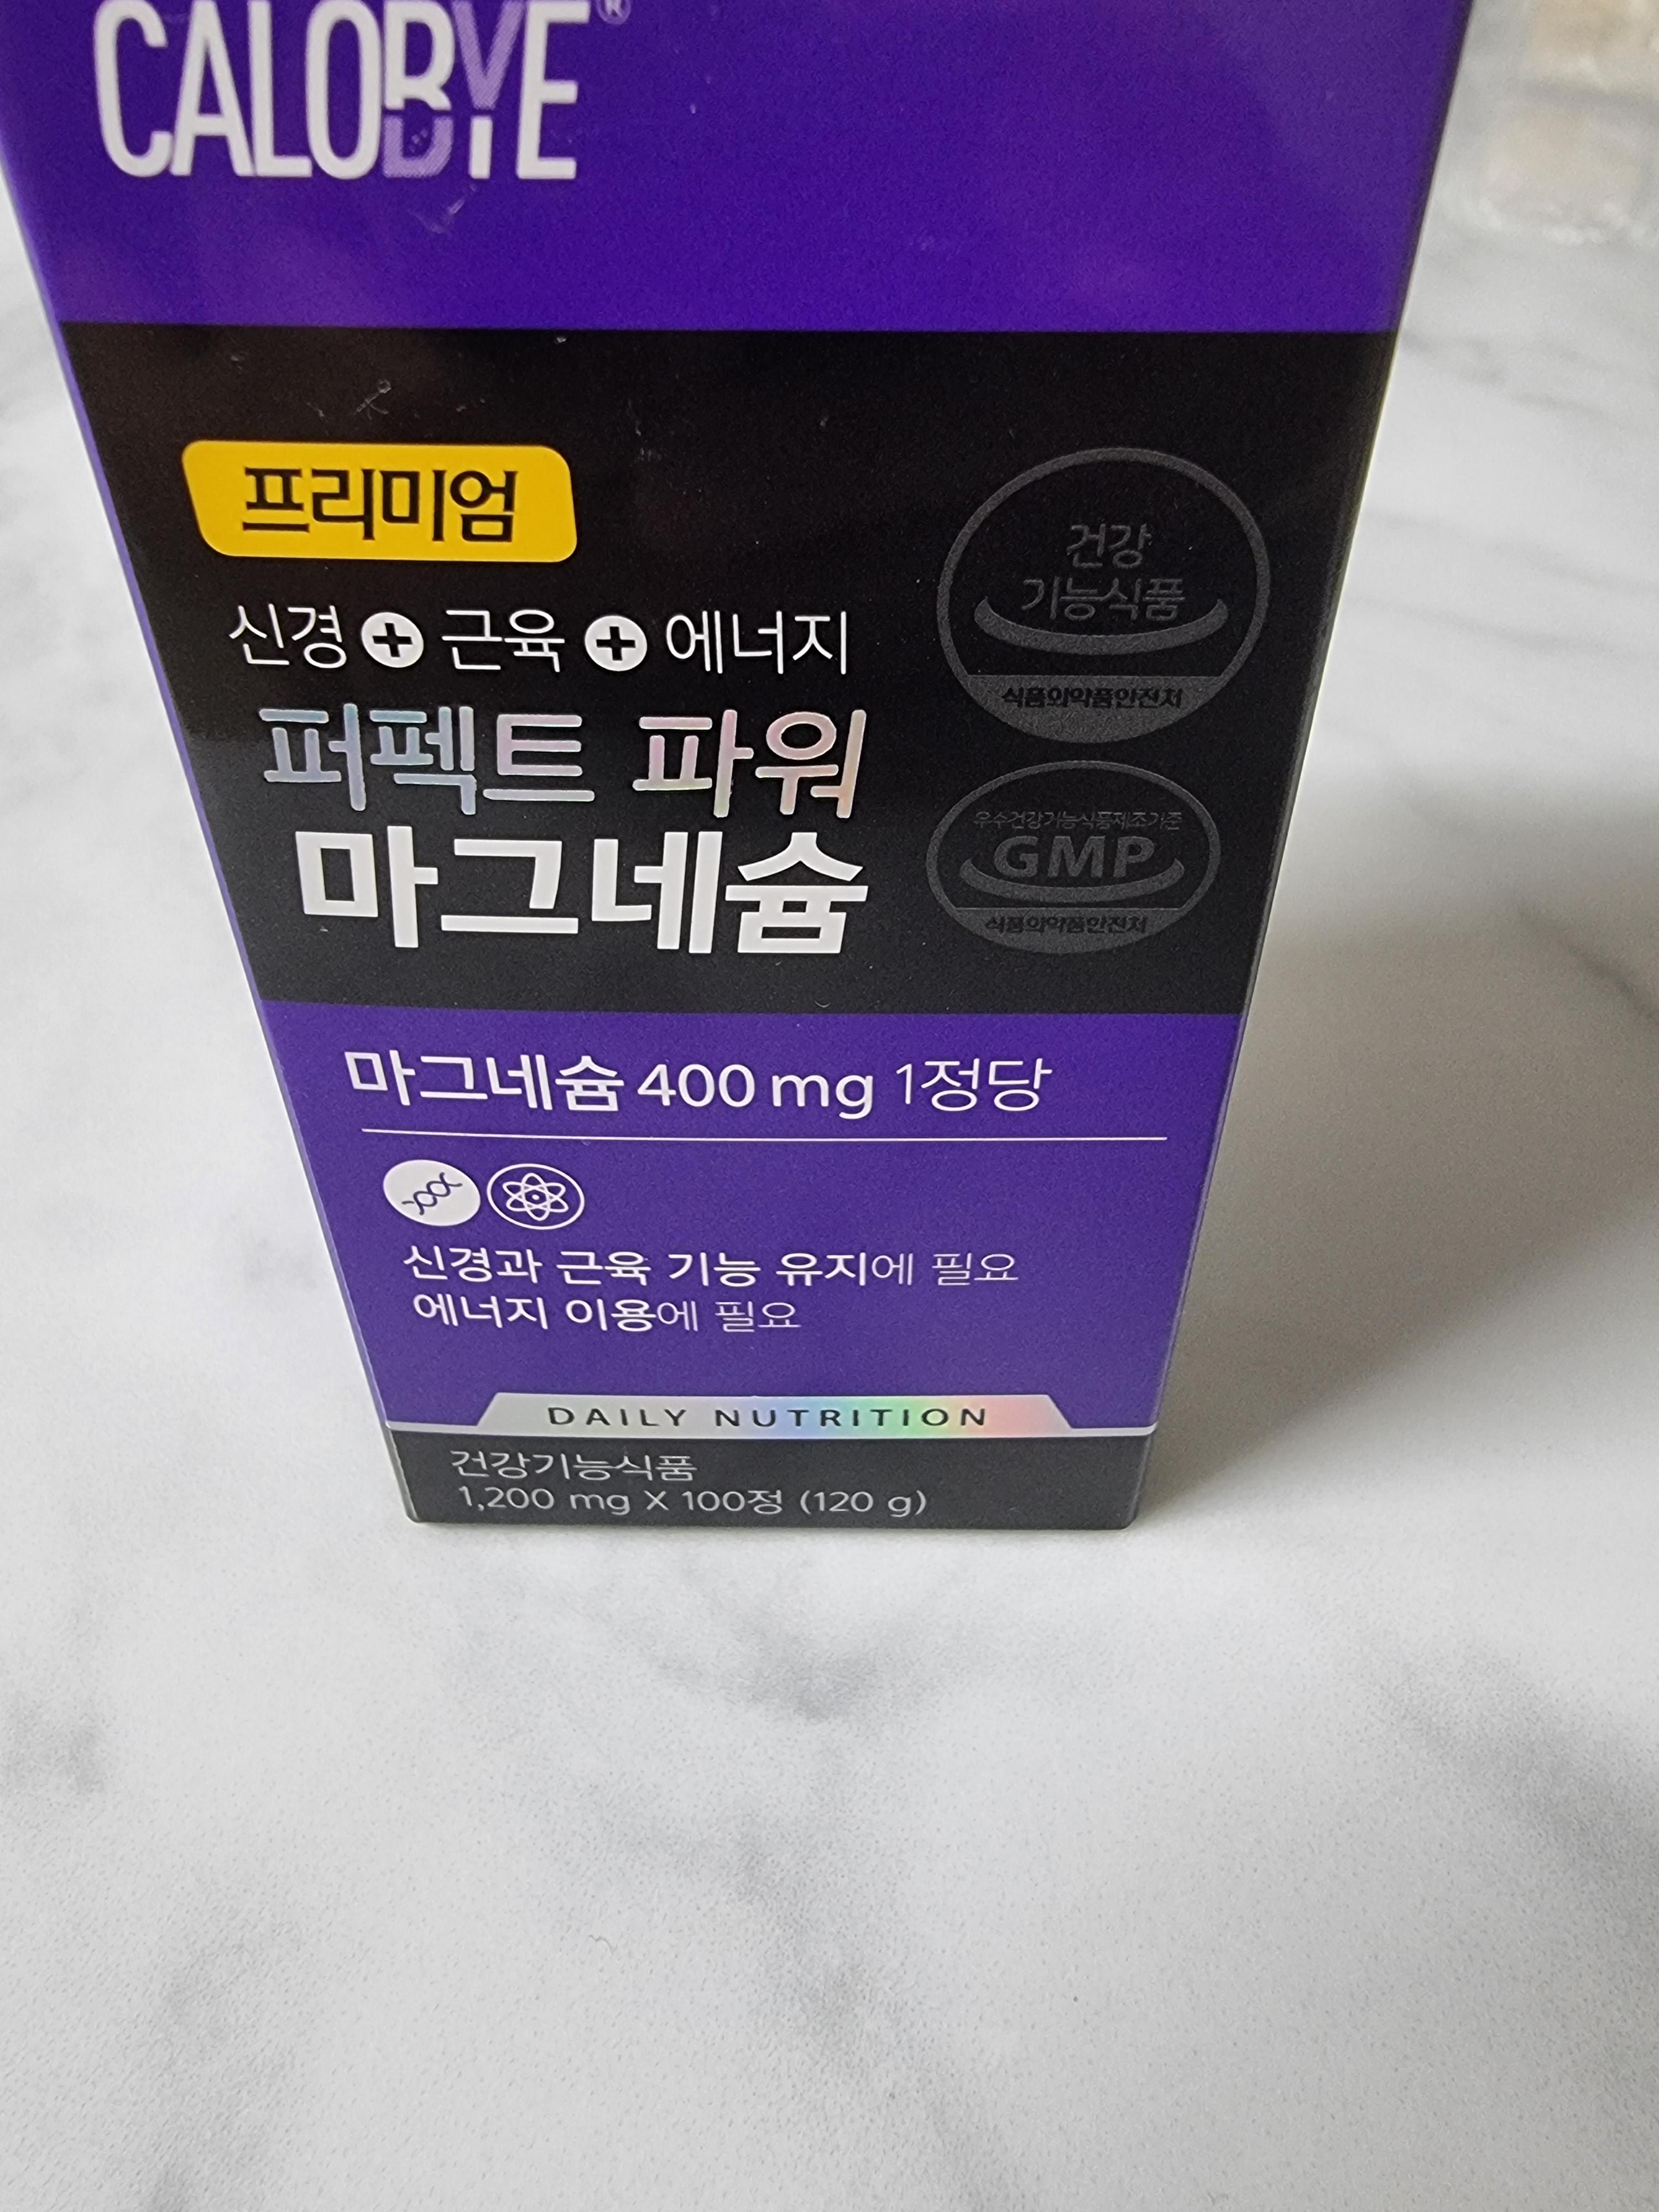 CALOBYE®
프리미엄
신경 + 근육 + 에너지
퍼펙트 파워
마그네슘
건강
기능식품
식품의약품안전처
우수건강기능식품제조기준
GMP
식품의약품안전처
마그네슘 400 mg 1정당
신경과 근육 기능 유지에 필요
에너지 이용에 필요
DAILY NUTRITION
건강기능식품
1,200 mg X 100정 (120 g)